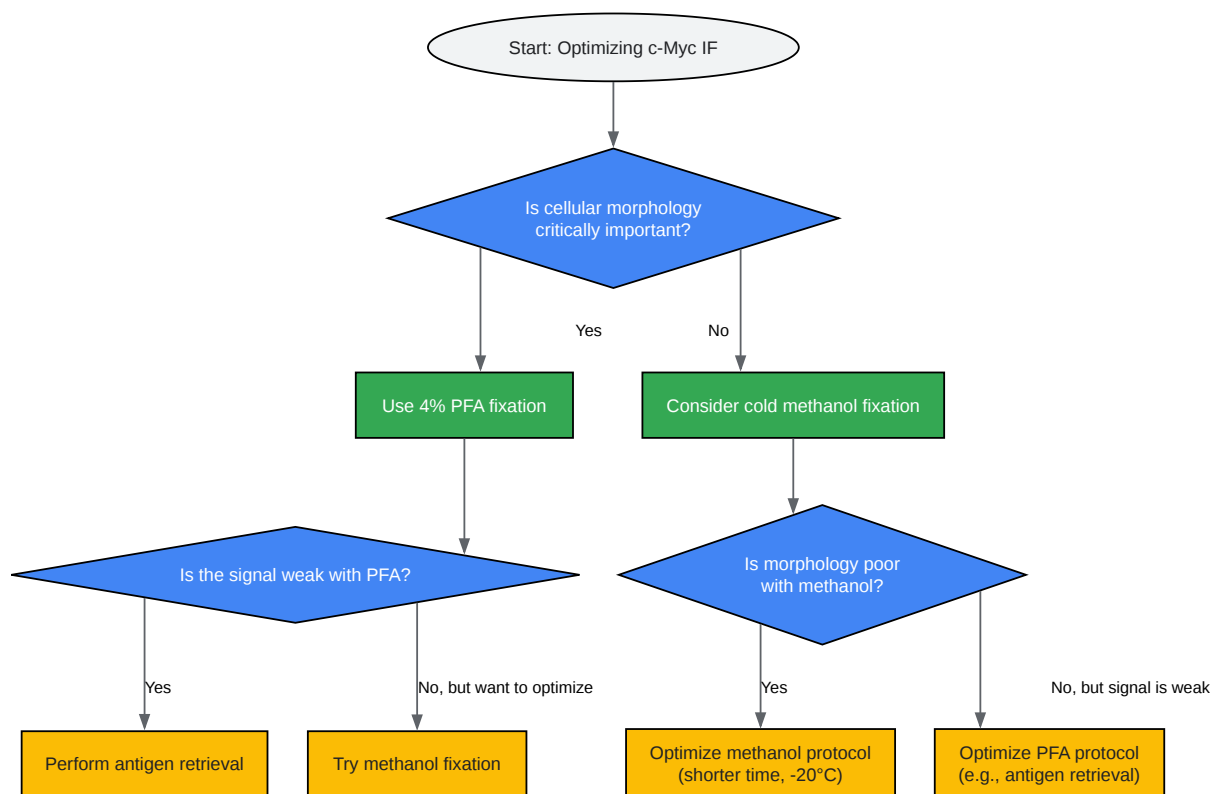 Start: Optimizing c-Myc IF
Is cellular morphology
critically important?
Yes
No
Use 4% PFA fixation
Consider cold methanol fixation
Is the signal weak with PFA?
Is morphology poor
with methanol?
Yes
No, but want to optimize
Yes
No, but signal is weak
Perform antigen retrieval
Try methanol fixation
Optimize methanol protocol
(shorter time, -20°C)
Optimize PFA protocol
(e.g., antigen retrieval)